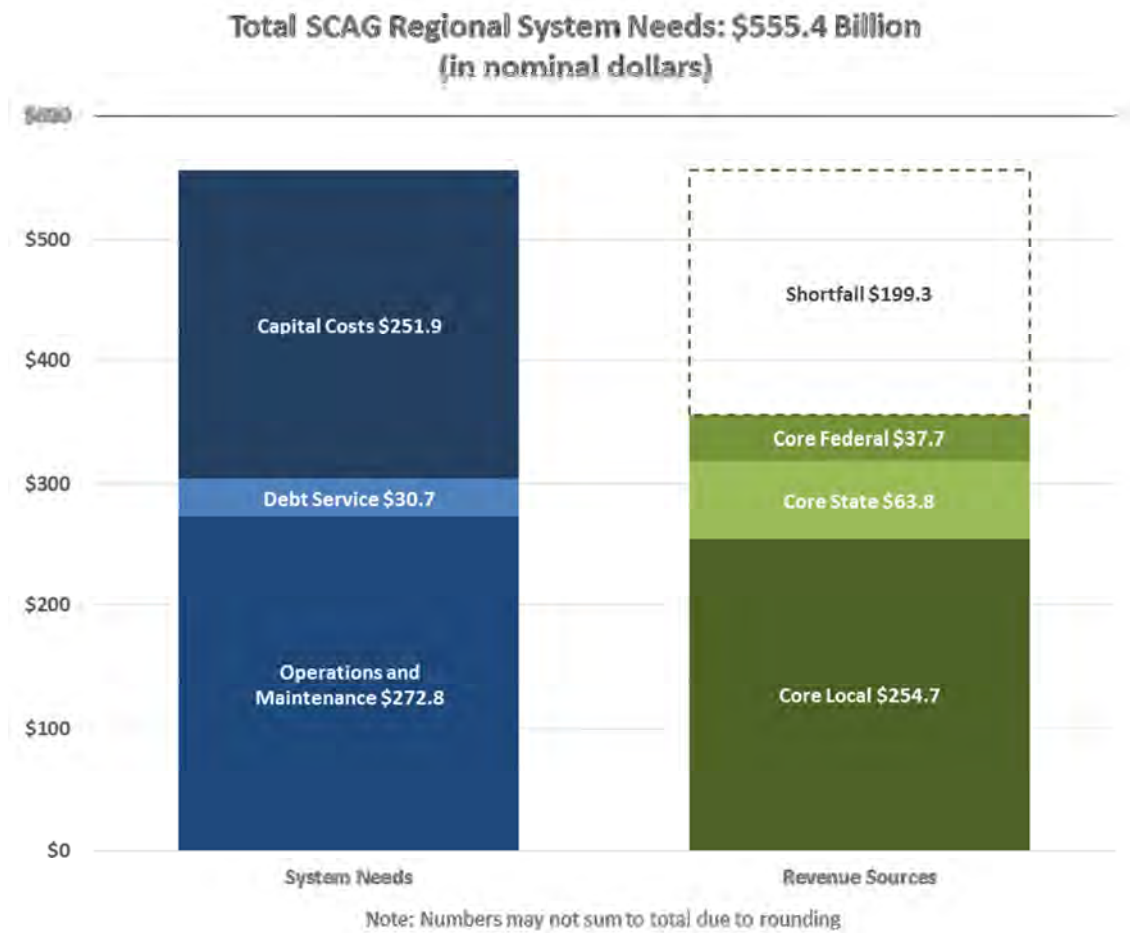 Total SCAG Regional System Needs: $555.4 Billion
(in nominal dollars)
$600
$500
$400
$300
$200
$100
$0
Capital Costs $251.9
Debt Service $30.7
Operations and
Maintenance $272.8
Shortfall $199.3
Core Federal $37.7
Core State $63.8
Core Local $254.7
System Needs
Revenue Sources
Note: Numbers may not sum to total due to rounding